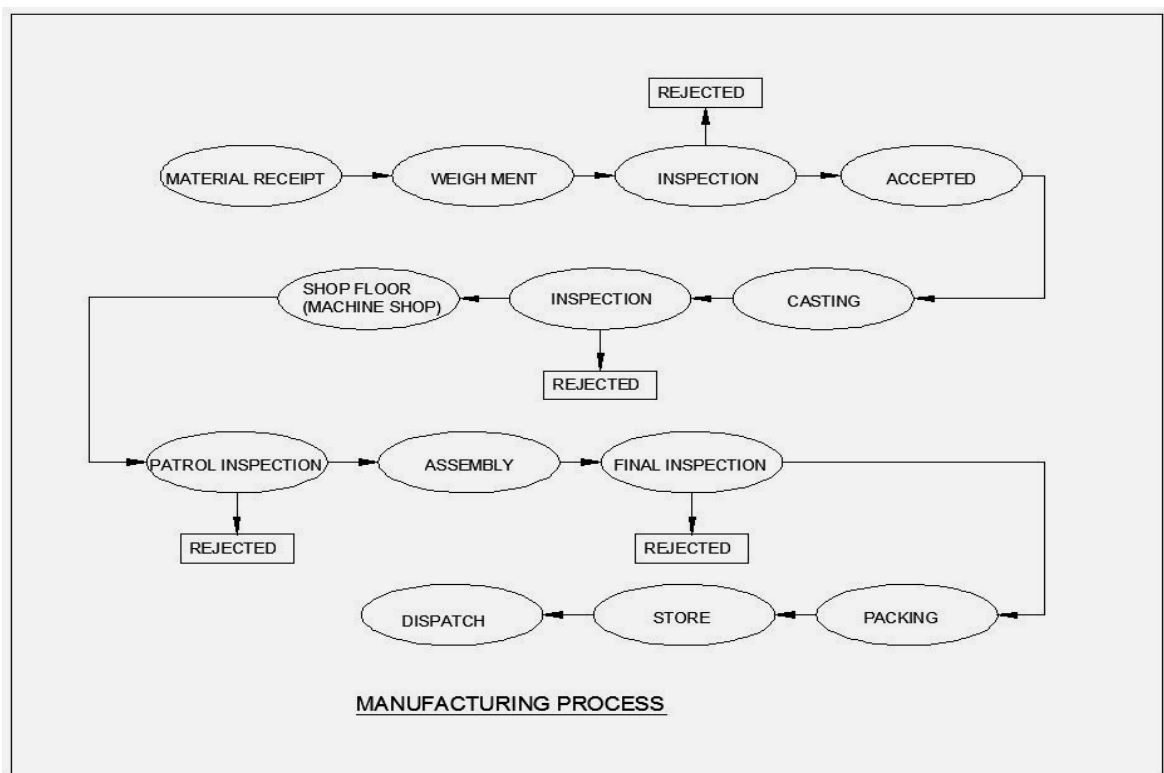 REJECTED
MATERIAL RECEIPT
WEIGH MENT
INSPECTION
ACCEPTED
SHOP FLOOR
(MACHINE SHOP)
INSPECTION
CASTING
REJECTED
PATROL INSPECTION
ASSEMBLY
FINAL INSPECTION
REJECTED
REJECTED
DISPATCH
STORE
PACKING
MANUFACTURING PROCESS